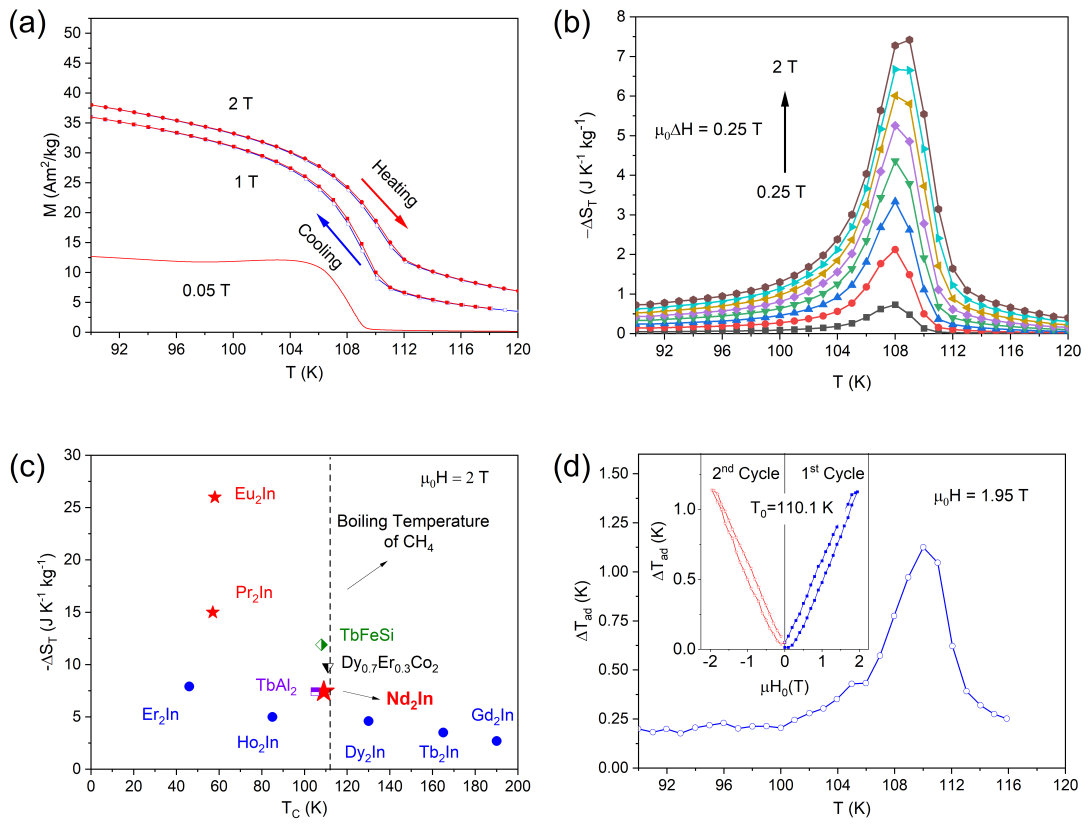 (a)
M (Am²/kg)
50
45
40
35
30
25
20
15
10
5
0
2 T
1 T
0.05 T
Heating
Cooling
92 96 100 104 108 112 116 120
T (K)
(b)
−ΔS_T (J K⁻¹ kg⁻¹)
8
7
6
5
4
3
2
1
0
2 T
μ₀ΔH = 0.25 T
0.25 T
92 96 100 104 108 112 116 120
T (K)
(c)
-ΔS_T (J K⁻¹ kg⁻¹)
30
25
20
15
10
5
0
μ₀H = 2 T
Eu₂In
Boiling Temperature
of CH₄
Pr₂In
TbFeSi
Dy₀.₇Er₀.₃Co₂
TbAl₂
Nd₂In
Er₂In
Ho₂In
Dy₂In
Tb₂In
Gd₂In
0 20 40 60 80 100 120 140 160 180 200
T_C (K)
(d)
ΔT_ad (K)
1.50
1.25
1.00
0.75
0.50
0.25
0.00
μ₀H = 1.95 T
2ⁿᵈ Cycle
1ˢᵗ Cycle
T₀=110.1 K
ΔT_ad (K)
1.0
0.5
0.0
-2 -1 0 1 2
μH₀(T)
92 96 100 104 108 112 116 120
T (K)